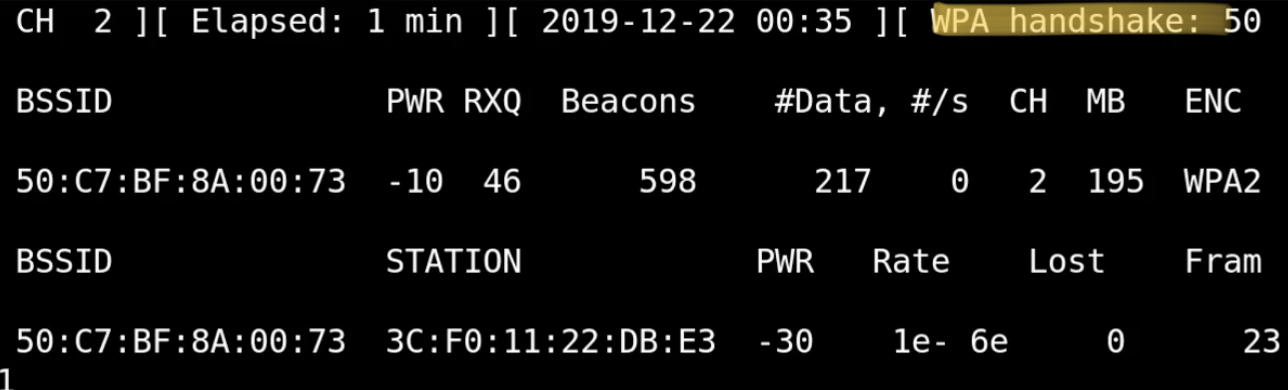 CH  2 ][ Elapsed: 1 min ][ 2019-12-22 00:35 ][ WPA handshake: 50
BSSID              PWR RXQ  Beacons    #Data, #/s  CH  MB   ENC
50:C7:BF:8A:00:73  -10  46      598      217    0   2  195  WPA2
BSSID              STATION            PWR   Rate    Lost    Fram
50:C7:BF:8A:00:73  3C:F0:11:22:DB:E3  -30    1e- 6e     0      23
1